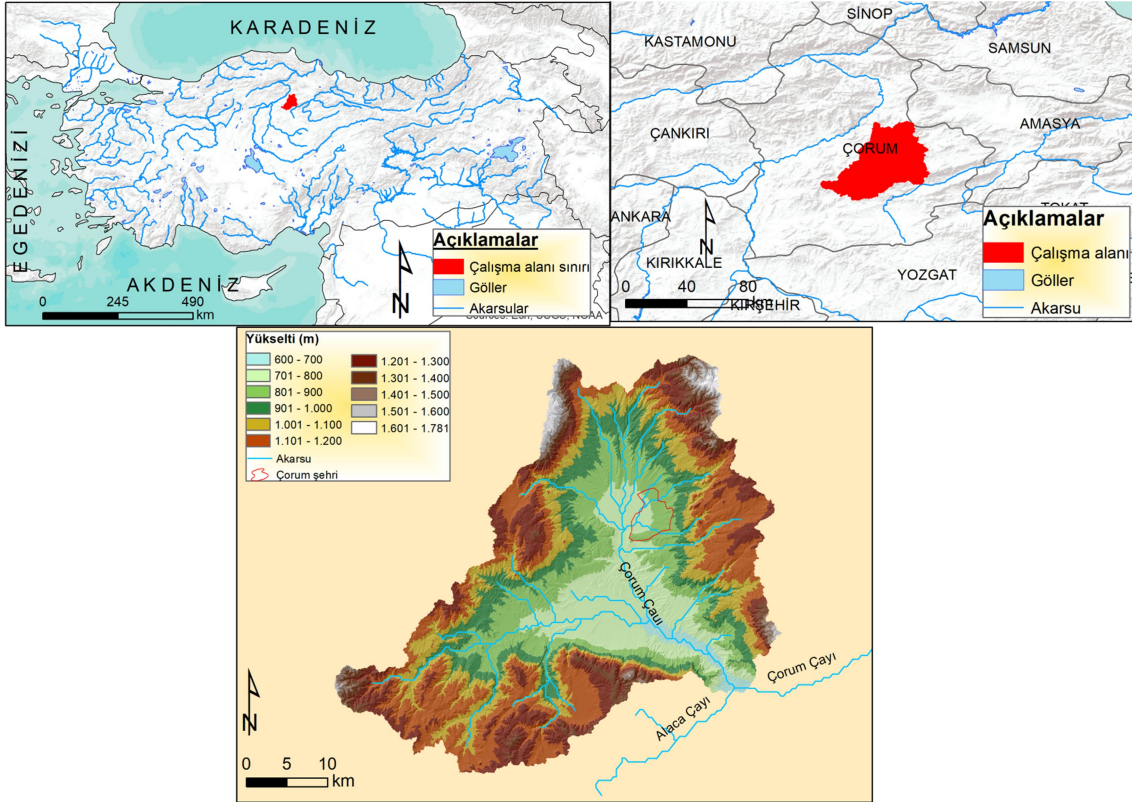 KARADENİZ
EGEDENİZİ
AKDENİZ
0 245 490
km
N
Açıklamalar
Çalışma alanı sınırı
Göller
Akarsular
SİNOP
KASTAMONU
SAMSUN
ÇANKIRI
AMASYA
ÇORUM
ANKARA
TOKAT
KIRIKKALE
YOZGAT
KIRŞEHİR
N
0 40 80
Açıklamalar
Çalışma alanı
Göller
Akarsu
Yükselti (m)
600 - 700
701 - 800
801 - 900
901 - 1.000
1.001 - 1.100
1.101 - 1.200
1.201 - 1.300
1.301 - 1.400
1.401 - 1.500
1.501 - 1.600
1.601 - 1.781
Akarsu
Çorum şehri
Çorum Çayı
Çorum Çayı
Alaca Çayı
N
0 5 10
km